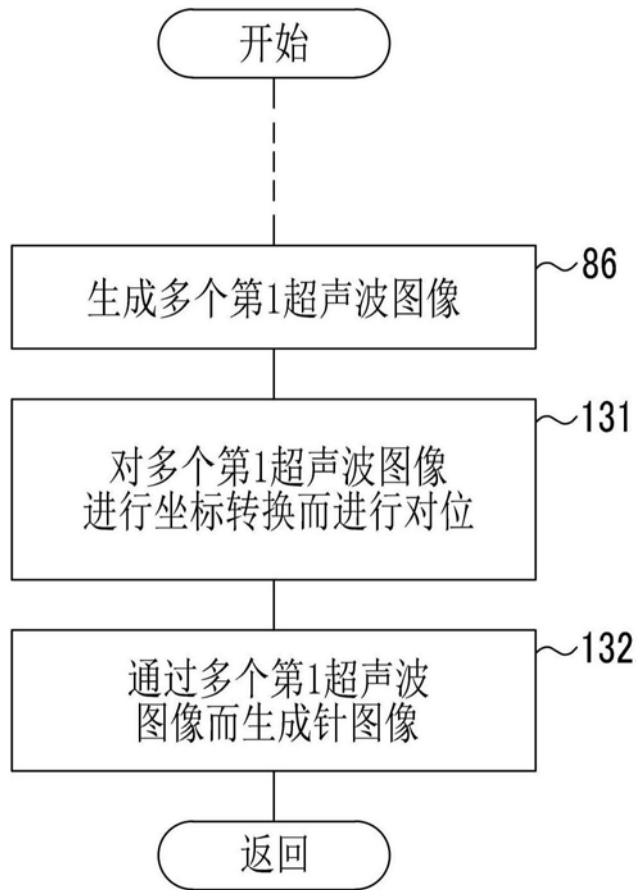 开始
生成多个第1超声波图像
86
对多个第1超声波图像
进行坐标转换而进行对位
131
通过多个第1超声波
图像而生成针图像
132
返回